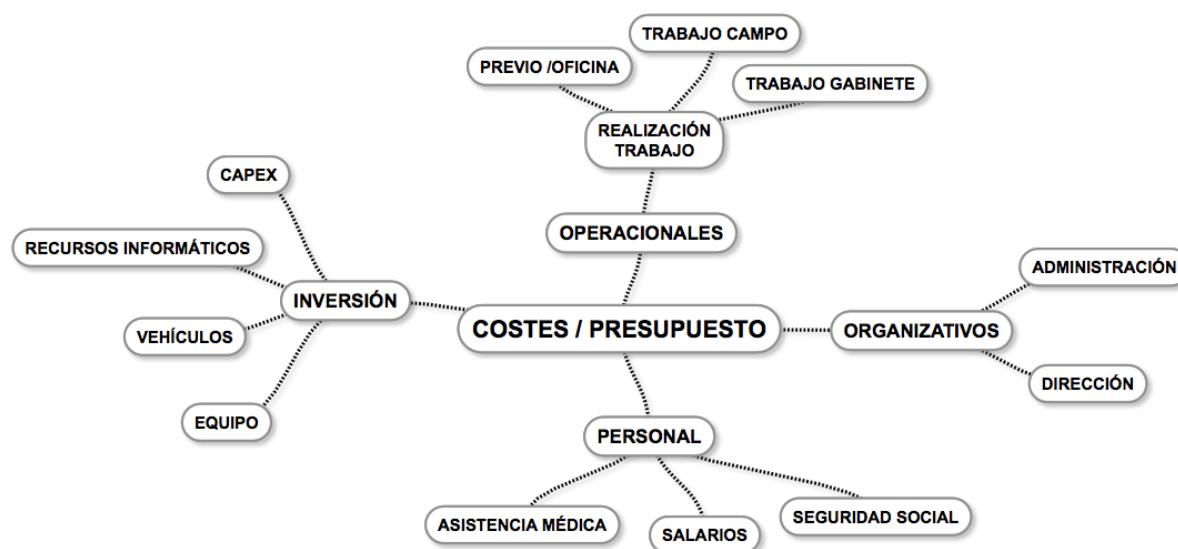 TRABAJO CAMPO
PREVIO /OFICINA
TRABAJO GABINETE
REALIZACIÓN
TRABAJO
CAPEX
OPERACIONALES
RECURSOS INFORMÁTICOS
ADMINISTRACIÓN
INVERSIÓN
COSTES / PRESUPUESTO
ORGANIZATIVOS
VEHÍCULOS
DIRECCIÓN
EQUIPO
PERSONAL
ASISTENCIA MÉDICA
SALARIOS
SEGURIDAD SOCIAL